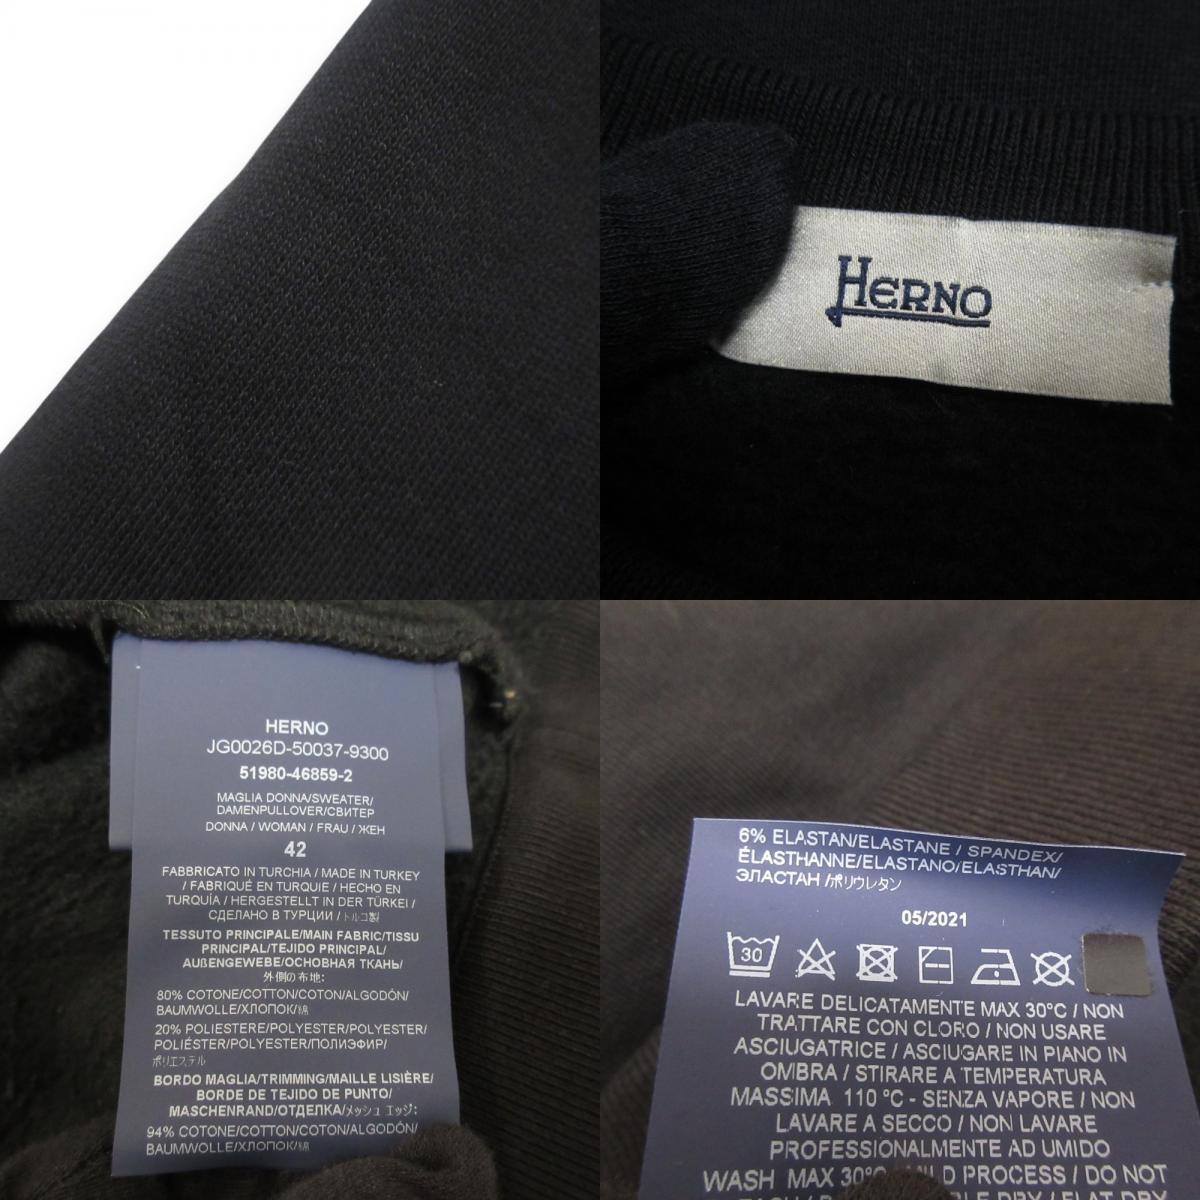 HERNO
HERNO
JG0026D-50037-9300
51980-46859-2
MAGLIA DONNA/SWEATER/
DAMENPULLOVER/СВИТЕР
DONNA / WOMAN / FRAU / ЖЕН
42
FABBRICATO IN TURCHIA / MADE IN TURKEY
/ FABRIQUÉ EN TURQUIE / HECHO EN
TURQUÍA / HERGESTELLT IN DER TÜRKEI /
СДЕЛАНО В ТУРЦИИ / トルコ製
TESSUTO PRINCIPALE/MAIN FABRIC/TISSU
PRINCIPAL/TEJIDO PRINCIPAL/
AUßENGEWEBE/ОСНОВНАЯ ТКАНЬ/
外側の布地:
80% COTONE/COTTON/COTON/ALGODÓN/
BAUMWOLLE/ХЛОПОК/綿
20% POLIESTERE/POLYESTER/POLYESTER/
POLIÉSTER/POLYESTER/ПОЛИЭФИР/
ポリエステル
BORDO MAGLIA/TRIMMING/MAILLE LISIÈRE/
BORDE DE TEJIDO DE PUNTO/
MASCHENRAND/ОТДЕЛКА/メッシュ エッジ:
94% COTONE/COTTON/COTON/ALGODÓN/
BAUMWOLLE/ХЛОПОК/綿
6% ELASTAN/ELASTANE / SPANDEX/
ÉLASTHANNE/ELASTANO/ELASTHAN/
ЭЛАСТАН /ポリウレタン
05/2021
30
LAVARE DELICATAMENTE MAX 30°C / NON
TRATTARE CON CLORO / NON USARE
ASCIUGATRICE / ASCIUGARE IN PIANO IN
OMBRA / STIRARE A TEMPERATURA
MASSIMA 110 °C - SENZA VAPORE / NON
LAVARE A SECCO / NON LAVARE
PROFESSIONALMENTE AD UMIDO
WASH MAX 30°C MILD PROCESS / DO NOT